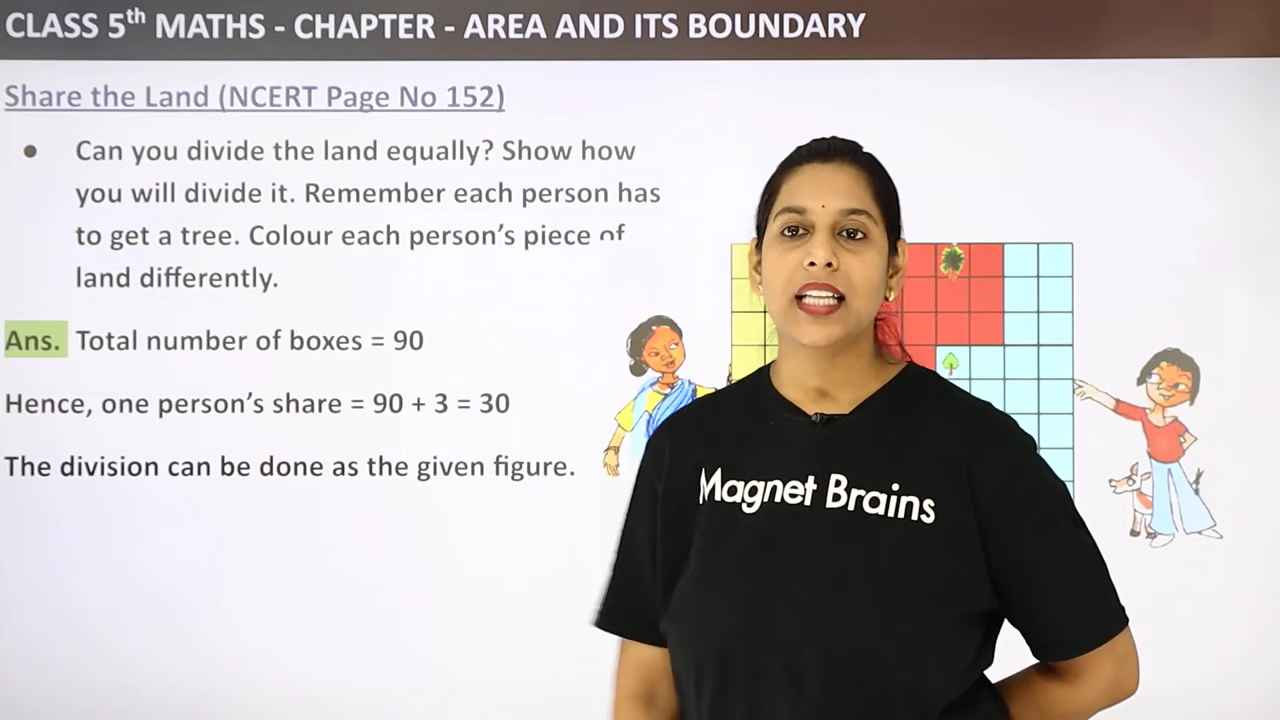 CLASS 5th MATHS - CHAPTER - AREA AND ITS BOUNDARY
Share the Land (NCERT Page No 152)
● Can you divide the land equally? Show how
you will divide it. Remember each person has
to get a tree. Colour each person’s piece of
land differently.
Ans. Total number of boxes = 90
Hence, one person’s share = 90 + 3 = 30
The division can be done as the given figure.
Magnet Brains